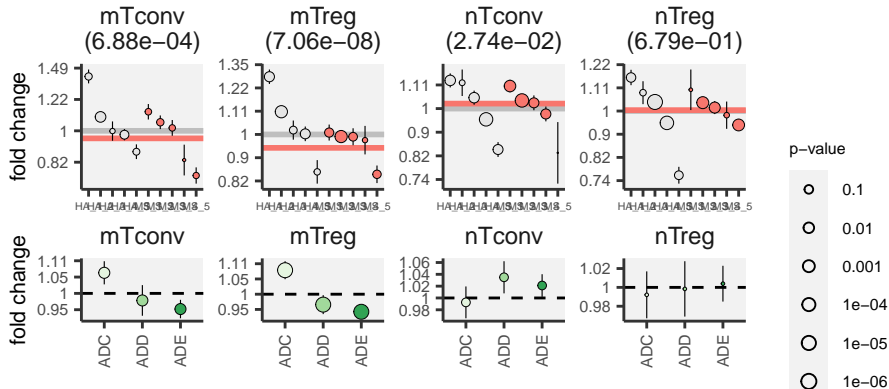 mTconv
(6.88e−04)
mTreg
(7.06e−08)
nTconv
(2.74e−02)
nTreg
(6.79e−01)
fold change
1.49
1.22
1
0.82
1.35
1.22
1.11
1
0.9
0.82
1.11
1
0.9
0.82
0.74
1.22
1.11
1
0.9
0.82
0.74
mTconv
mTreg
nTconv
nTreg
fold change
1.11
1.05
1
0.95
1.11
1.05
1
0.95
1.06
1.04
1.02
1
0.98
1.02
1
0.98
ADC
ADD
ADE
ADC
ADD
ADE
ADC
ADD
ADE
ADC
ADD
ADE
p−value
0.1
0.01
0.001
1e−04
1e−05
1e−06